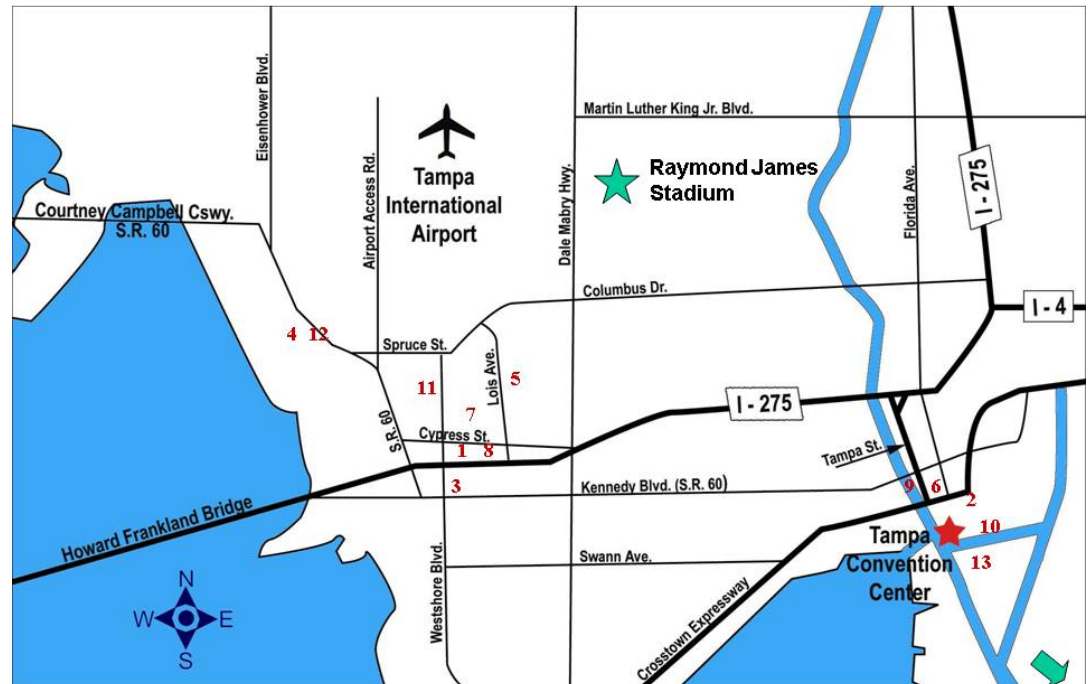 Eisenhower Blvd.
Airport Access Rd.
Tampa
International
Airport
Dale Mabry Hwy.
Martin Luther King Jr. Blvd.
Raymond James
Stadium
Florida Ave.
I - 275
Courtney Campbell Cswy.
S.R. 60
Columbus Dr.
I - 4
4 12
Spruce St.
11
Lois Ave.
5
7
I - 275
S.R. 60
Cypress St.
1 8
Tampa St.
3
Kennedy Blvd. (S.R. 60)
9 6
2
Howard Frankland Bridge
10
Tampa
Convention
Center
13
Swann Ave.
Westshore Blvd.
Crosstown Expressway
N
W E
S